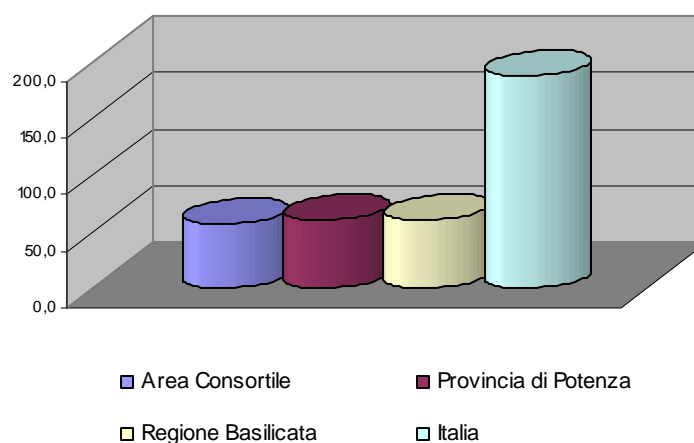 200,0
150,0
100,0
50,0
0,0
Area Consortile
Provincia di Potenza
Regione Basilicata
Italia